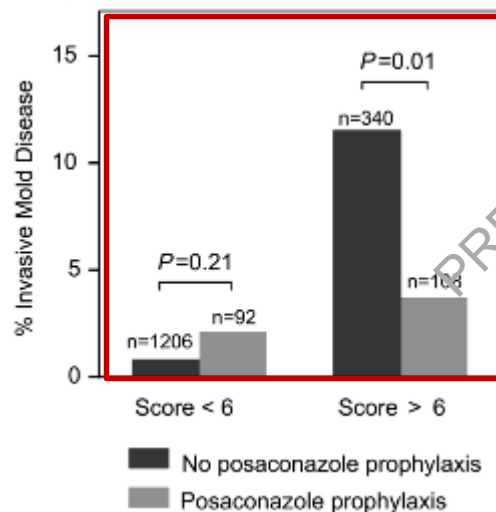 % Invasive Mold Disease
15
10
5
0
P=0.01
n=340
P=0.21
n=92
n=1206
Score < 6
Score > 6
No posaconazole prophylaxis
Posaconazole prophylaxis